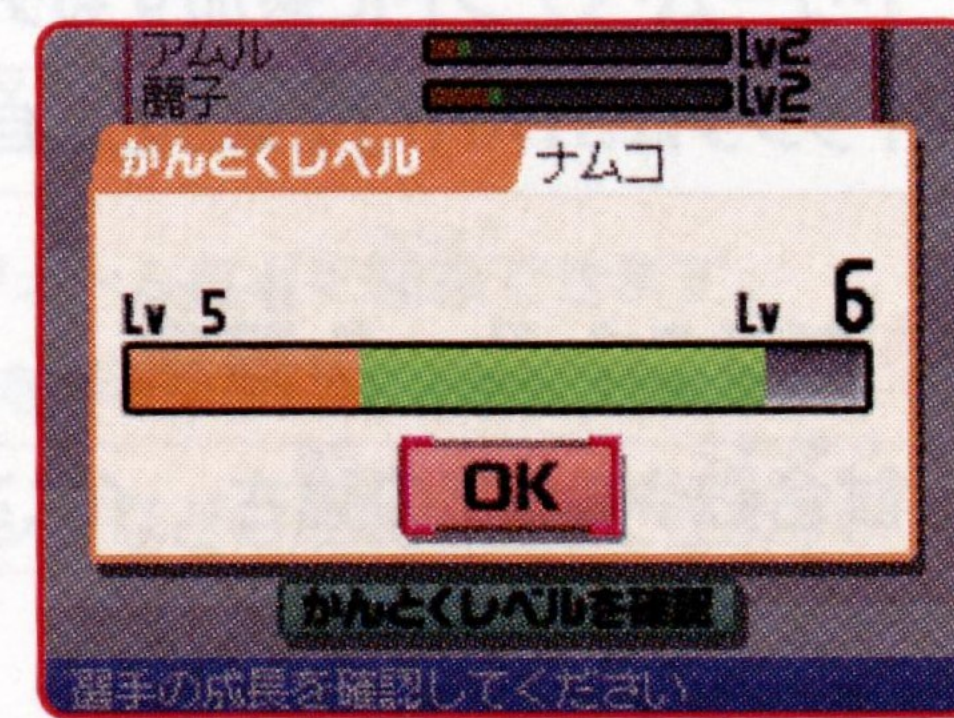 アムル Lv2
麗子 Lv2
かんとくレベル ナムコ
Lv 5 Lv 6
OK
かんとくレベルを確認
選手の成長を確認してください